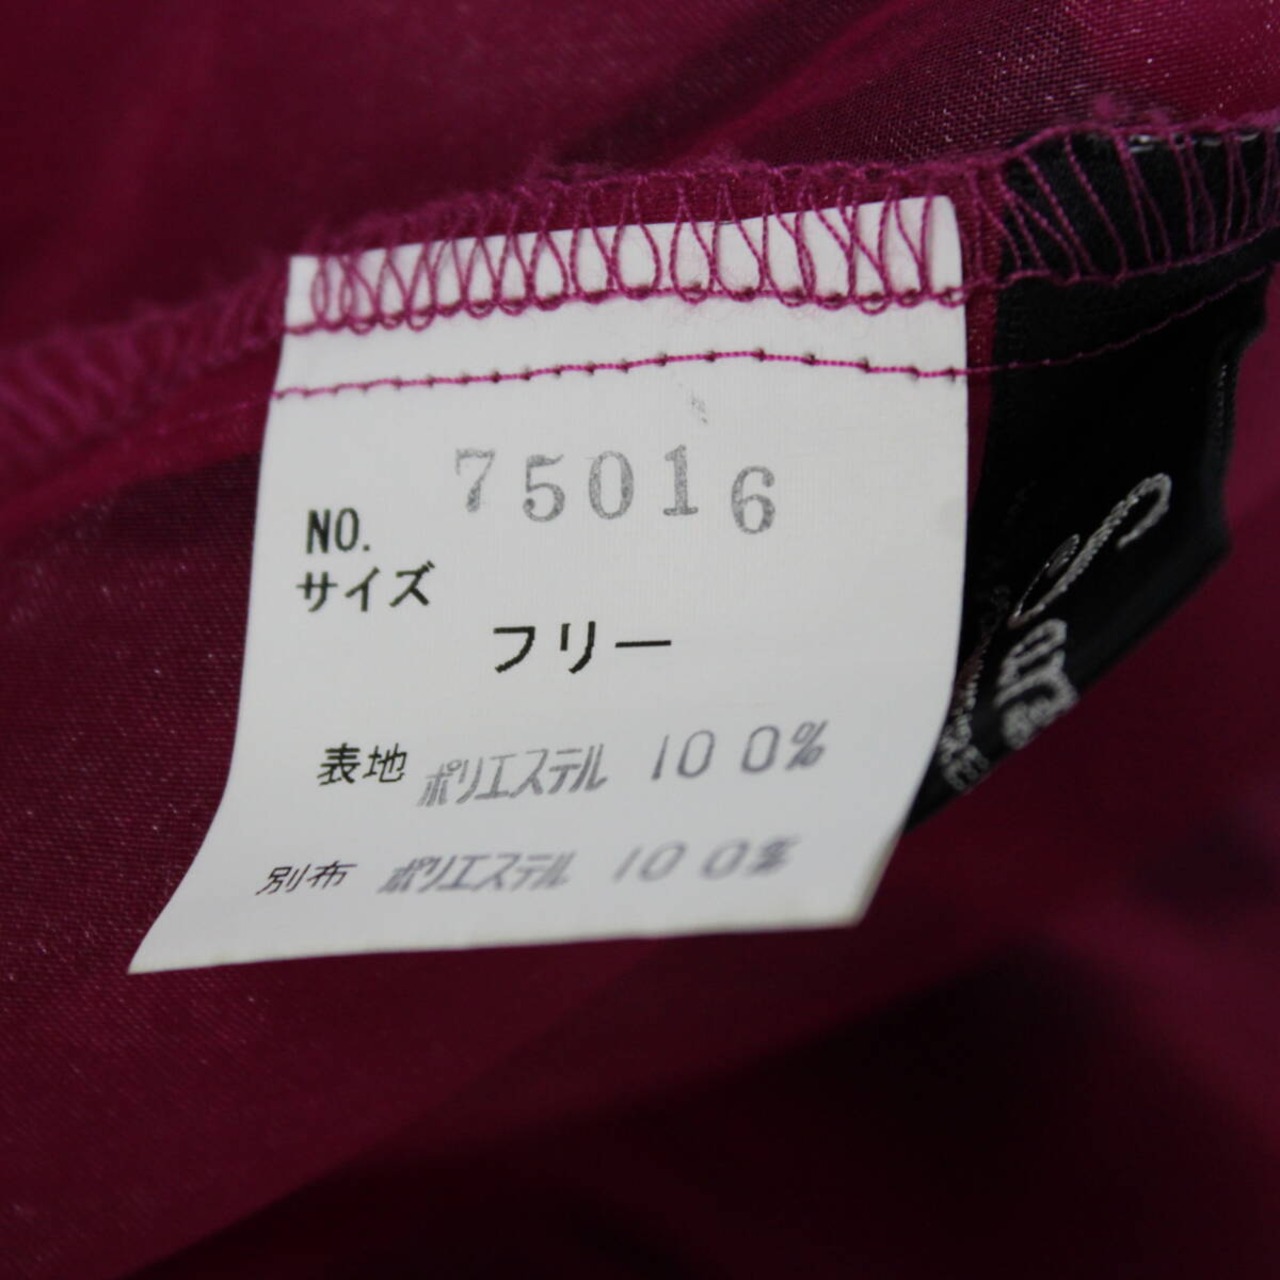 NO. 75016
サイズ
フリー
表地 ポリエステル 100%
別布 ポリエステル 100%